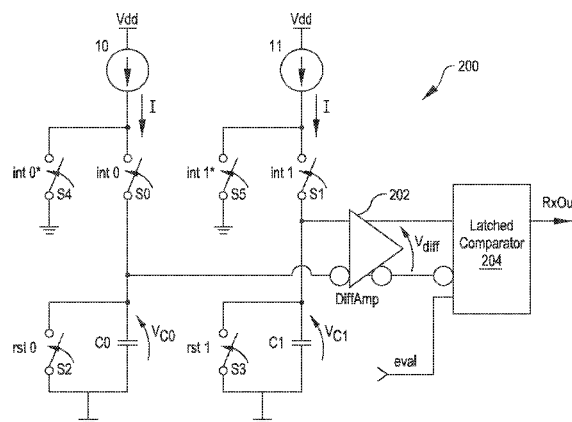 Vdd
Vdd
10
11
200
I
I
int 0*
int 0
int 1*
int 1
S4
S0
S5
S1
202
Vdiff
Latched
Comparator
204
RxOu
DiffAmp
rst 0
VC0
C0
S2
rst 1
VC1
C1
S3
eval